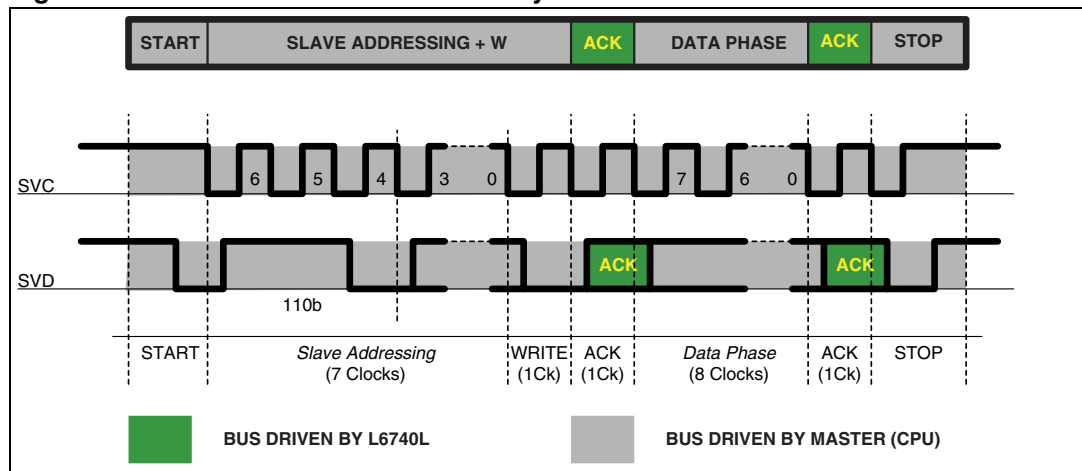 START SLAVE ADDRESSING + W ACK DATA PHASE ACK STOP
6 5 4 3 0 7 6 0
SVC
ACK ACK
SVD
110b
START Slave Addressing WRITE ACK Data Phase ACK STOP
(7 Clocks) (1Ck) (1Ck) (8 Clocks) (1Ck)
BUS DRIVEN BY L6740L BUS DRIVEN BY MASTER (CPU)